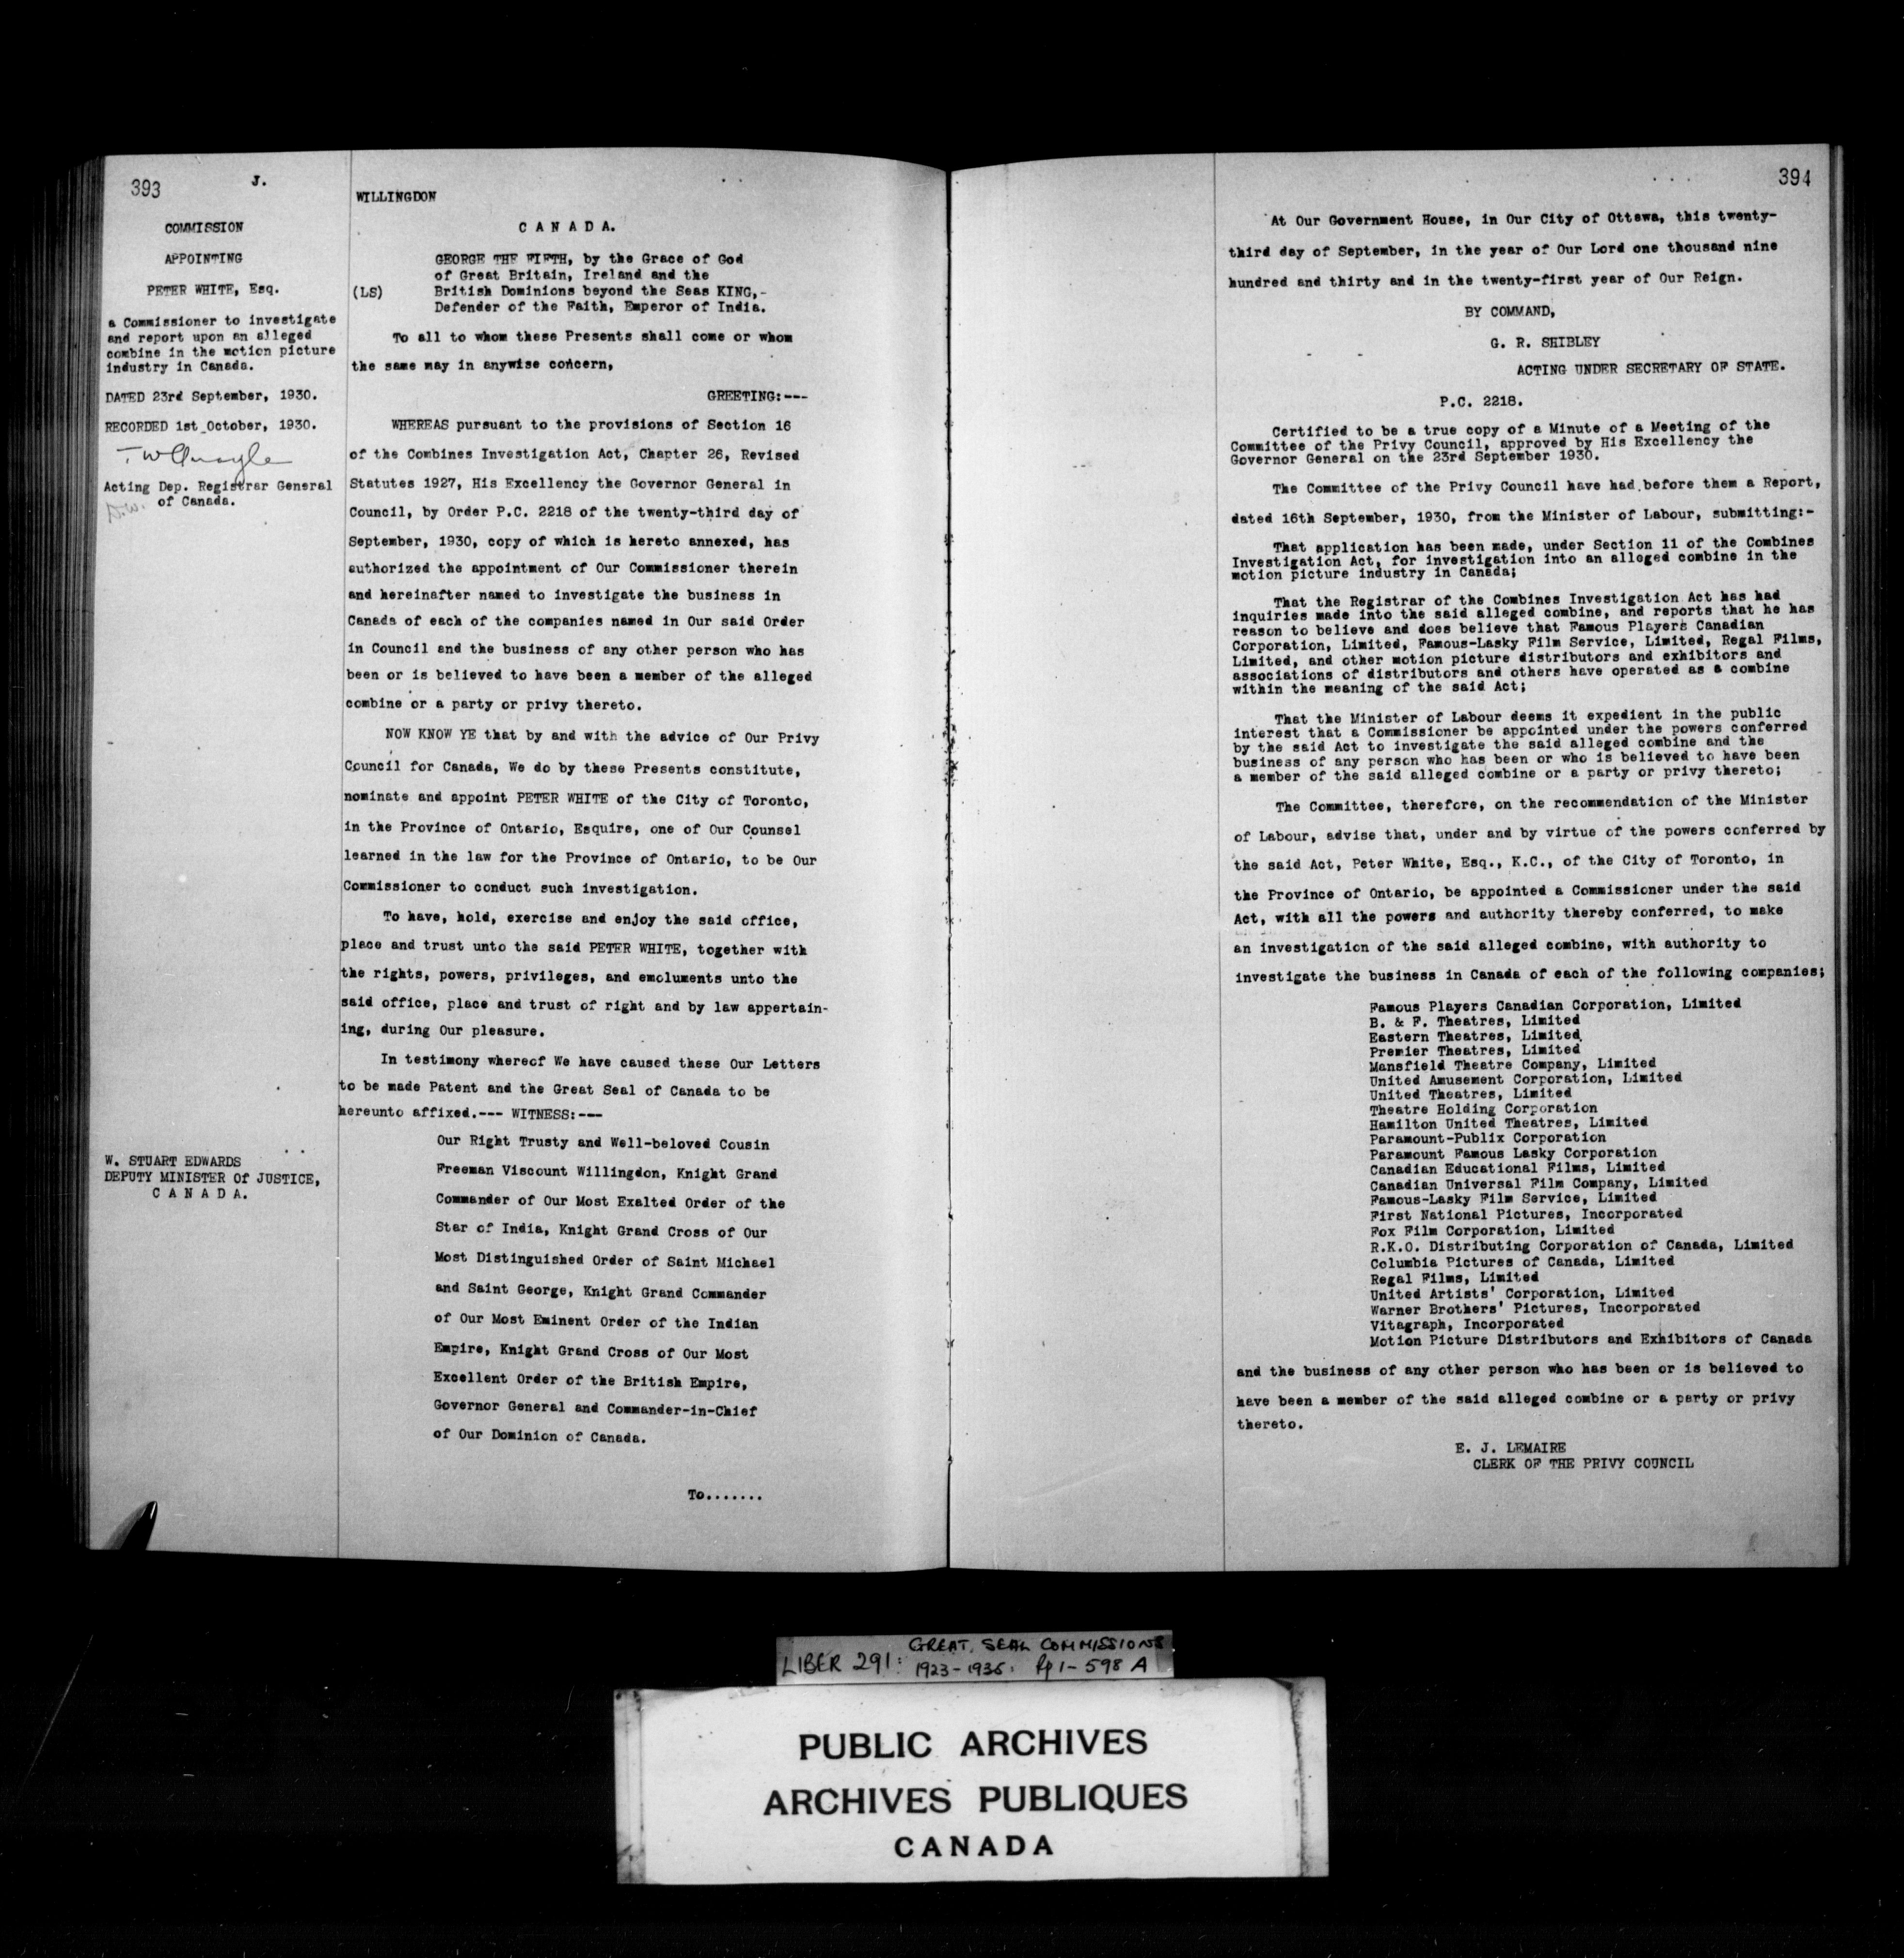 393
J.
COMMISSION
APPOINTING
PETER WHITE, Esq.
a Commissioner to investigate
and report upon an alleged
combine in the motion picture
industry in Canada.
DATED 23rd September, 1930.
RECORDED 1st October, 1930.
Acting Dep. Registrar General
of Canada.
W. STUART EDWARDS
DEPUTY MINISTER Of JUSTICE,
C A N A D A.
WILLINGDON
C A N A D A.
GEORGE THE FIFTH, by the Grace of God
of Great Britain, Ireland and the
(LS) British Dominions beyond the Seas KING,-
Defender of the Faith, Emperor of India.
To all to whom these Presents shall come or whom
the same may in anywise concern,
GREETING:---
WHEREAS pursuant to the provisions of Section 16
of the Combines Investigation Act, Chapter 26, Revised
Statutes 1927, His Excellency the Governor General in
Council, by Order P.C. 2218 of the twenty-third day of
September, 1930, copy of which is hereto annexed, has
authorized the appointment of Our Commissioner therein
and hereinafter named to investigate the business in
Canada of each of the companies named in Our said Order
in Council and the business of any other person who has
been or is believed to have been a member of the alleged
combine or a party or privy thereto.
NOW KNOW YE that by and with the advice of Our Privy
Council for Canada, We do by these Presents constitute,
nominate and appoint PETER WHITE of the City of Toronto,
in the Province of Ontario, Esquire, one of Our Counsel
learned in the law for the Province of Ontario, to be Our
Commissioner to conduct such investigation.
To have, hold, exercise and enjoy the said office,
place and trust unto the said PETER WHITE, together with
the rights, powers, privileges, and emoluments unto the
said office, place and trust of right and by law appertain-
ing, during Our pleasure.
In testimony whereof We have caused these Our Letters
to be made Patent and the Great Seal of Canada to be
hereunto affixed.--- WITNESS:---
Our Right Trusty and Well-beloved Cousin
Freeman Viscount Willingdon, Knight Grand
Commander of Our Most Exalted Order of the
Star of India, Knight Grand Cross of Our
Most Distinguished Order of Saint Michael
and Saint George, Knight Grand Commander
of Our Most Eminent Order of the Indian
Empire, Knight Grand Cross of Our Most
Excellent Order of the British Empire,
Governor General and Commander-in-Chief
of Our Dominion of Canada.
To.......
394
At Our Government House, in Our City of Ottawa, this twenty-
third day of September, in the year of Our Lord one thousand nine
hundred and thirty and in the twenty-first year of Our Reign.
BY COMMAND,
G. R. SHIBLEY
ACTING UNDER SECRETARY OF STATE.
P.C. 2218.
Certified to be a true copy of a Minute of a Meeting of the
Committee of the Privy Council, approved by His Excellency the
Governor General on the 23rd September 1930.
The Committee of the Privy Council have had before them a Report,
dated 16th September, 1930, from the Minister of Labour, submitting:-
That application has been made, under Section 11 of the Combines
Investigation Act, for investigation into an alleged combine in the
motion picture industry in Canada;
That the Registrar of the Combines Investigation Act has had
inquiries made into the said alleged combine, and reports that he has
reason to believe and does believe that Famous Players Canadian
Corporation, Limited, Famous-Lasky Film Service, Limited, Regal Films,
Limited, and other motion picture distributors and exhibitors and
associations of distributors and others have operated as a combine
within the meaning of the said Act;
That the Minister of Labour deems it expedient in the public
interest that a Commissioner be appointed under the powers conferred
by the said Act to investigate the said alleged combine and the
business of any person who has been or who is believed to have been
a member of the said alleged combine or a party or privy thereto;
The Committee, therefore, on the recommendation of the Minister
of Labour, advise that, under and by virtue of the powers conferred by
the said Act, Peter White, Esq., K.C., of the City of Toronto, in
the Province of Ontario, be appointed a Commissioner under the said
Act, with all the powers and authority thereby conferred, to make
an investigation of the said alleged combine, with authority to
investigate the business in Canada of each of the following companies;
Famous Players Canadian Corporation, Limited
B. & F. Theatres, Limited
Eastern Theatres, Limited
Premier Theatres, Limited
Mansfield Theatre Company, Limited
United Amusement Corporation, Limited
United Theatres, Limited
Theatre Holding Corporation
Hamilton United Theatres, Limited
Paramount-Publix Corporation
Paramount Famous Lasky Corporation
Canadian Educational Films, Limited
Canadian Universal Film Company, Limited
Famous-Lasky Film Service, Limited
First National Pictures, Incorporated
Fox Film Corporation, Limited
R.K.O. Distributing Corporation of Canada, Limited
Columbia Pictures of Canada, Limited
Regal Films, Limited
United Artists' Corporation, Limited
Warner Brothers' Pictures, Incorporated
Vitagraph, Incorporated
Motion Picture Distributors and Exhibitors of Canada
and the business of any other person who has been or is believed to
have been a member of the said alleged combine or a party or privy
thereto.
E. J. LEMAIRE
CLERK OF THE PRIVY COUNCIL
GREAT SEAL COMMISSIONS
LIBER 291: 1923-1935. Pp 1-598 A
PUBLIC ARCHIVES
ARCHIVES PUBLIQUES
CANADA